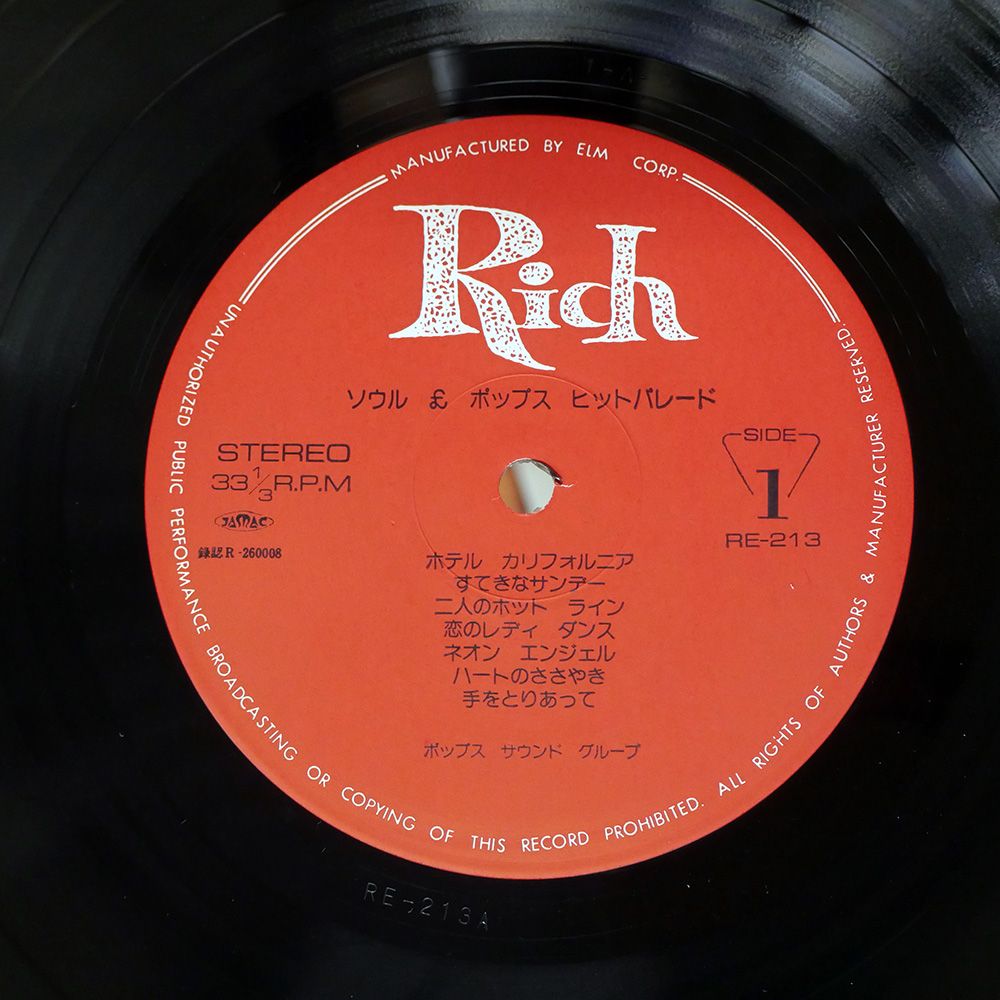 MANUFACTURED BY ELM CORP.
Rich
ソウル & ポップス ヒットパレード
STEREO
33 1/3 R.P.M
JASRAC
録認R-260008
SIDE
1
RE-213
ホテル カリフォルニア
すてきなサンデー
二人のホット ライン
恋のレディ ダンス
ネオン エンジェル
ハートのささやき
手をとりあって
ポップス サウンド グループ
UNAUTHORIZED PUBLIC PERFORMANCE BROADCASTING OR COPYING OF THIS RECORD PROHIBITED. ALL RIGHTS OF AUTHORS & MANUFACTURER RESERVED.
RE-213A
1-A